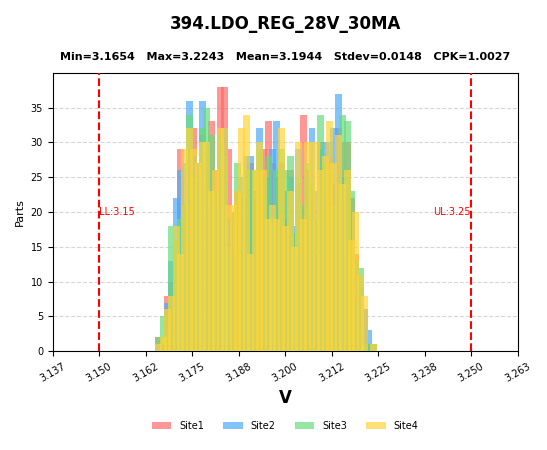 394.LDO_REG_28V_30MA
Min=3.1654 Max=3.2243 Mean=3.1944 Stdev=0.0148 CPK=1.0027
Parts
35
30
25
20
15
10
5
0
LL:3.15
UL:3.25
3.137 3.150 3.162 3.175 3.188 3.200 3.212 3.225 3.238 3.250 3.263
V
Site1 Site2 Site3 Site4